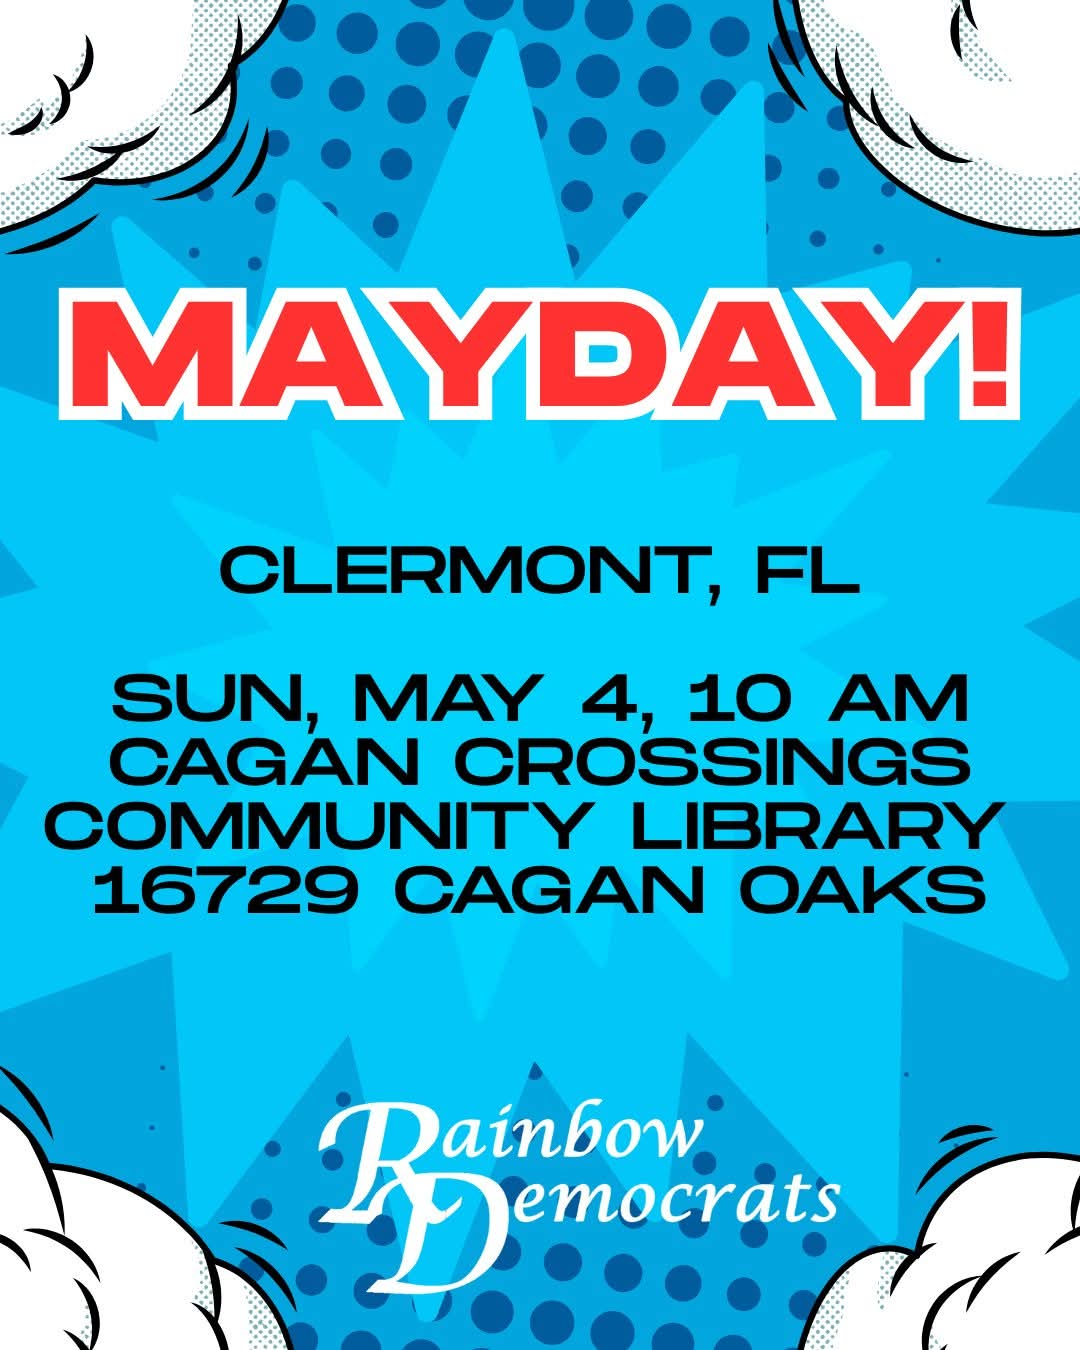 MAYDAY!
CLERMONT, FL
SUN, MAY 4, 10 AM
CAGAN CROSSINGS
COMMUNITY LIBRARY
16729 CAGAN OAKS
Rainbow
Democrats